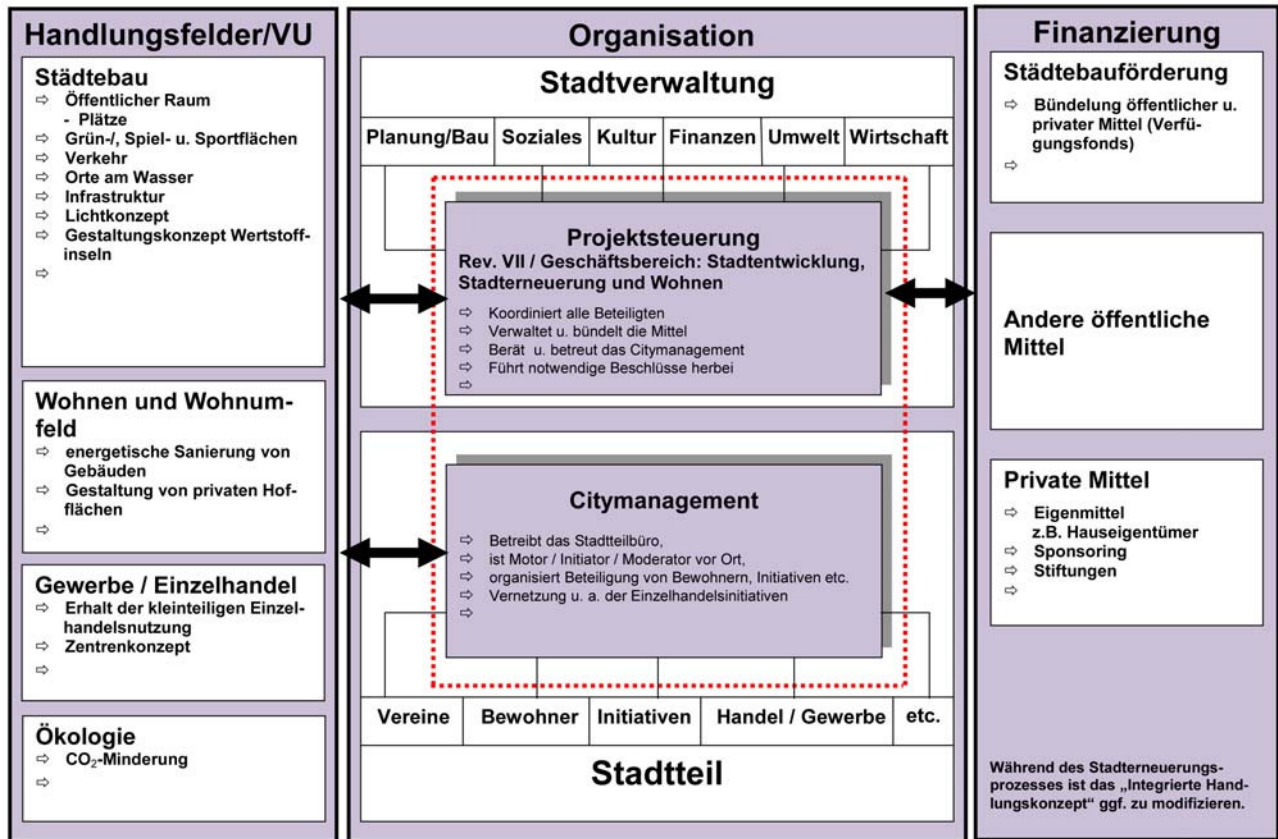 Handlungsfelder/VU
Städtebau
⇨ Öffentlicher Raum
- Plätze
⇨ Grün-/, Spiel- u. Sportflächen
⇨ Verkehr
⇨ Orte am Wasser
⇨ Infrastruktur
⇨ Lichtkonzept
⇨ Gestaltungskonzept Wertstoff-
inseln
⇨
Wohnen und Wohnum-
feld
⇨ energetische Sanierung von
Gebäuden
⇨ Gestaltung von privaten Hof-
flächen
⇨
Gewerbe / Einzelhandel
⇨ Erhalt der kleinteiligen Einzel-
handelsnutzung
⇨ Zentrenkonzept
⇨
Ökologie
⇨ CO₂-Minderung
⇨
Organisation
Stadtverwaltung
Planung/Bau Soziales Kultur Finanzen Umwelt Wirtschaft
Projektsteuerung
Rev. VII / Geschäftsbereich: Stadtentwicklung,
Stadterneuerung und Wohnen
⇨ Koordiniert alle Beteiligten
⇨ Verwaltet u. bündelt die Mittel
⇨ Berät u. betreut das Citymanagement
⇨ Führt notwendige Beschlüsse herbei
⇨
Citymanagement
⇨ Betreibt das Stadtteilbüro,
⇨ ist Motor / Initiator / Moderator vor Ort,
⇨ organisiert Beteiligung von Bewohnern, Initiativen etc.
⇨ Vernetzung u. a. der Einzelhandelsinitiativen
⇨
Vereine Bewohner Initiativen Handel / Gewerbe etc.
Stadtteil
Finanzierung
Städtebauförderung
⇨ Bündelung öffentlicher u.
privater Mittel (Verfü-
gungsfonds)
⇨
Andere öffentliche
Mittel
Private Mittel
⇨ Eigenmittel
z.B. Hauseigentümer
⇨ Sponsoring
⇨ Stiftungen
⇨
Während des Stadterneuerungs-
prozesses ist das „Integrierte Hand-
lungskonzept“ ggf. zu modifizieren.